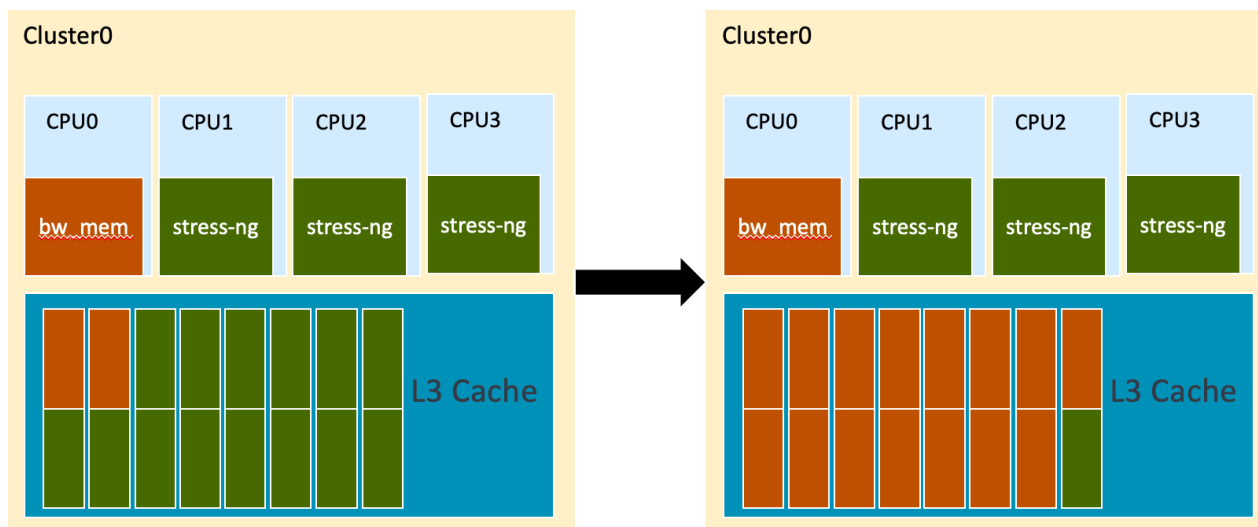 Cluster0
CPU0
CPU1
CPU2
CPU3
bw_mem
stress-ng
stress-ng
stress-ng
L3 Cache
Cluster0
CPU0
CPU1
CPU2
CPU3
bw_mem
stress-ng
stress-ng
stress-ng
L3 Cache